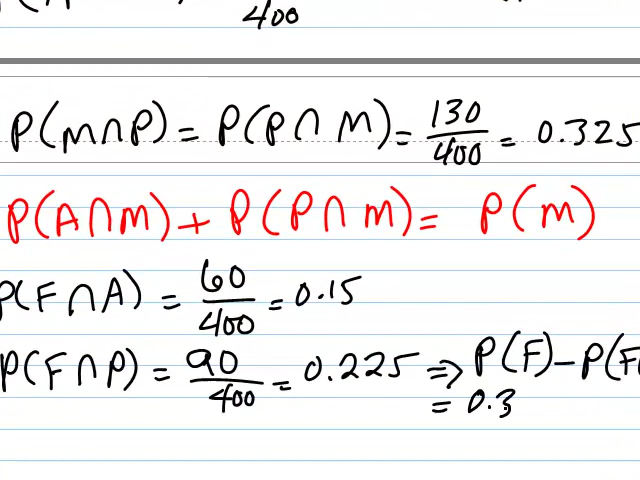 400
P(M∩P) = P(P∩M) = 130/400 = 0.325
P(A∩M) + P(P∩M) = P(M)
P(F∩A) = 60/400 = 0.15
P(F∩P) = 90/400 = 0.225 ⇒ P(F) − P(F∩
= 0.3